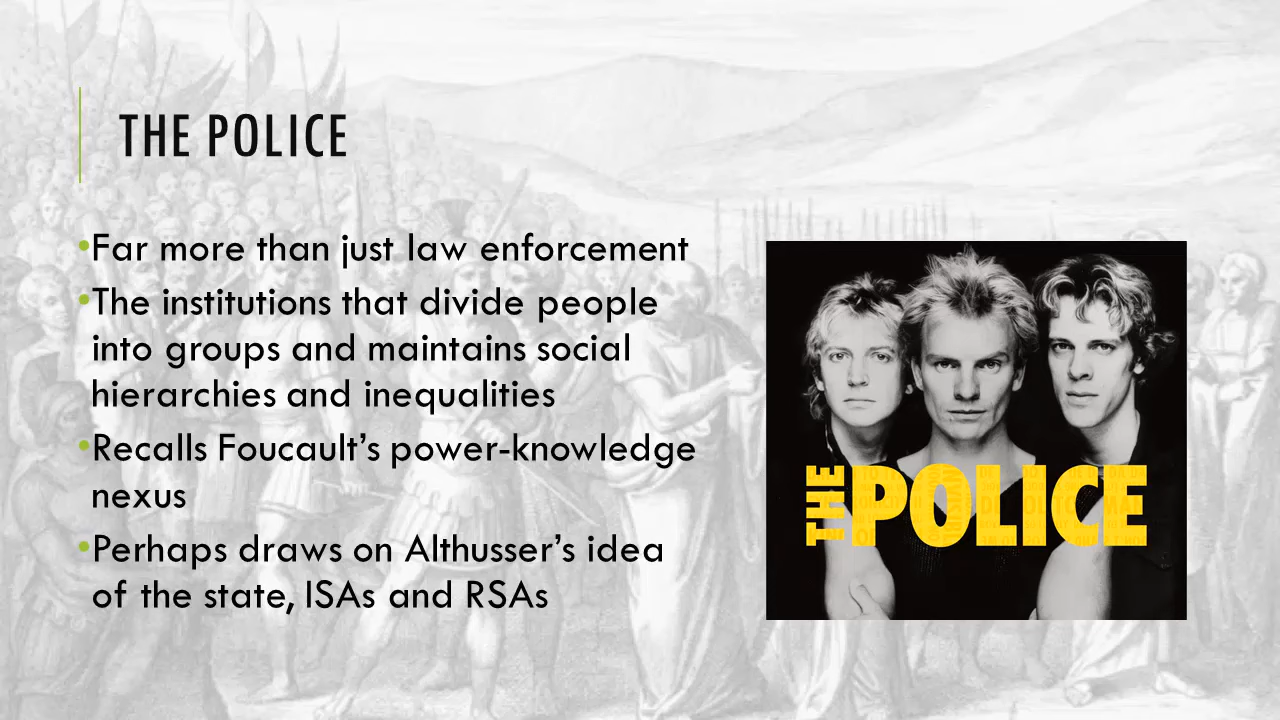 THE POLICE
•Far more than just law enforcement
•The institutions that divide people
into groups and maintains social
hierarchies and inequalities
•Recalls Foucault’s power-knowledge
nexus
•Perhaps draws on Althusser’s idea
of the state, ISAs and RSAs
THE POLICE